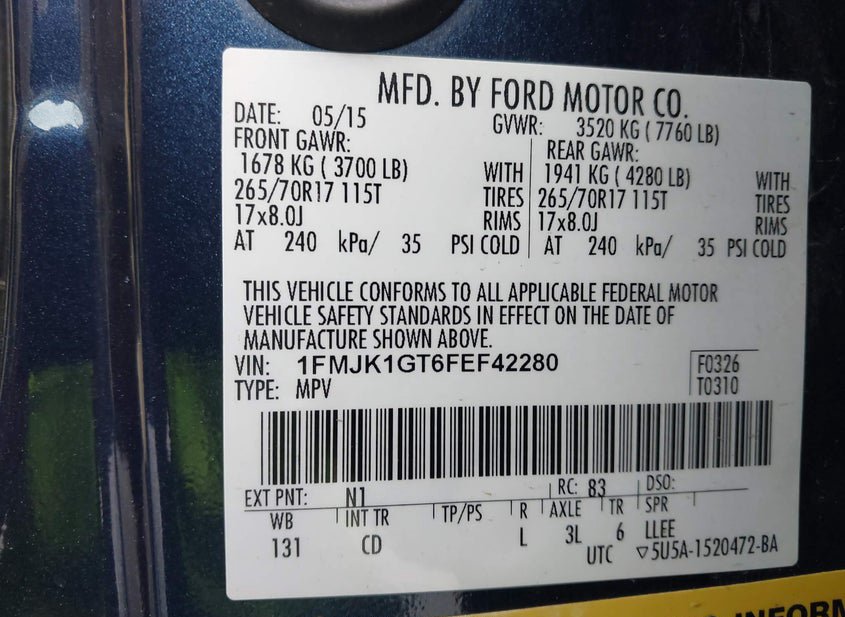 MFD. BY FORD MOTOR CO.
DATE: 05/15 GVWR: 3520 KG ( 7760 LB)
FRONT GAWR: REAR GAWR:
1678 KG ( 3700 LB) WITH 1941 KG ( 4280 LB) WITH
265/70R17 115T TIRES 265/70R17 115T TIRES
17x8.0J RIMS 17x8.0J RIMS
AT 240 kPa/ 35 PSI COLD AT 240 kPa/ 35 PSI COLD
THIS VEHICLE CONFORMS TO ALL APPLICABLE FEDERAL MOTOR
VEHICLE SAFETY STANDARDS IN EFFECT ON THE DATE OF
MANUFACTURE SHOWN ABOVE.
VIN: 1FMJK1GT6FEF42280 F0326
TYPE: MPV T0310
EXT PNT: N1 RC: 83 DSO:
WB INT TR TP/PS R AXLE TR SPR
131 CD L 3L 6 LLEE
UTC ▽5U5A-1520472-BA